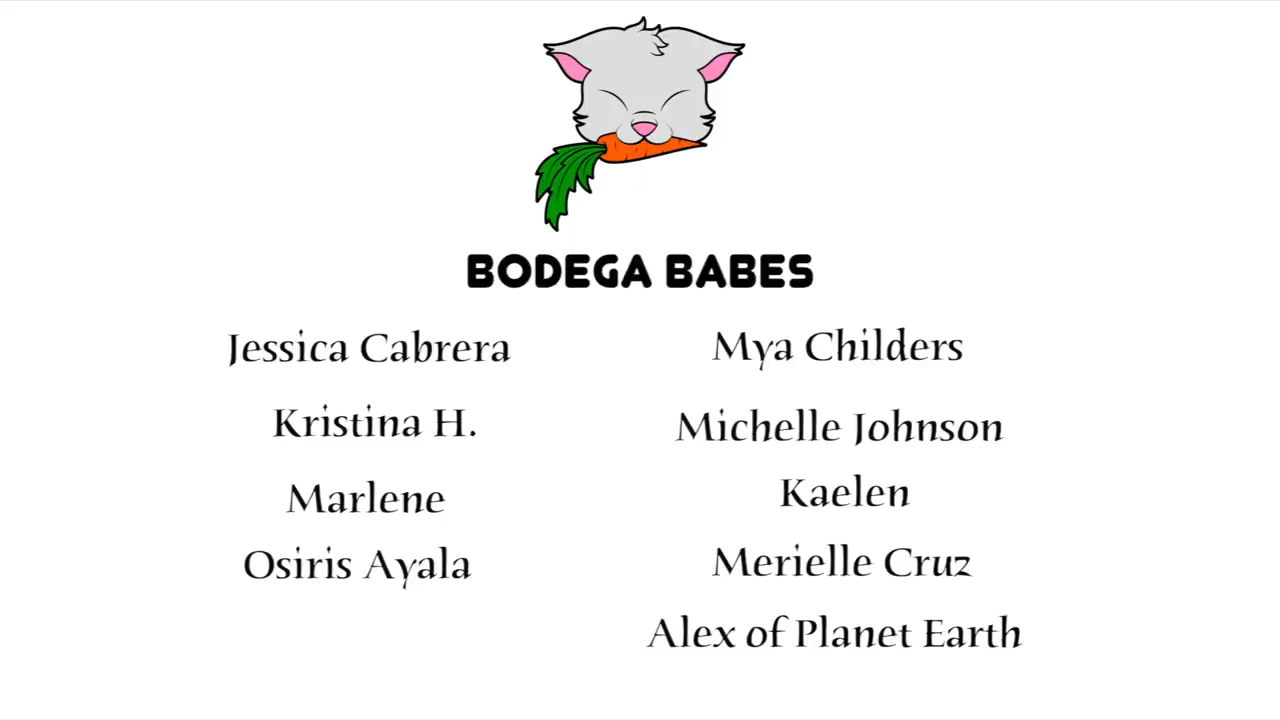 BODEGA BABES
Jessica Cabrera
Kristina H.
Marlene
Osiris Ayala
Mya Childers
Michelle Johnson
Kaelen
Merielle Cruz
Alex of Planet Earth